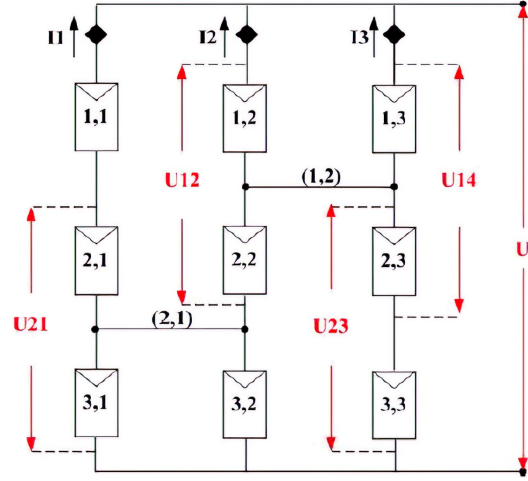 I1 I2 I3
1,1 1,2 1,3
U12 (1,2) U14
2,1 2,2 2,3 U
U21 (2,1) U23
3,1 3,2 3,3